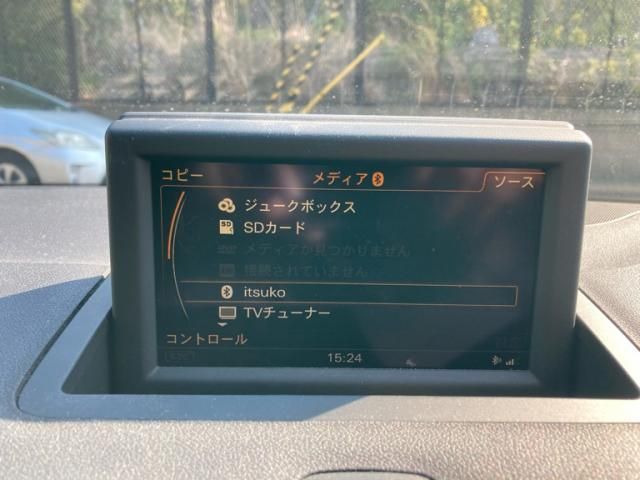 コピー メディア ソース
ジュークボックス
SD SDカード
DVD メディアが見つかりません
接続されていません
itsuko
TVチューナー
コントロール
15:24